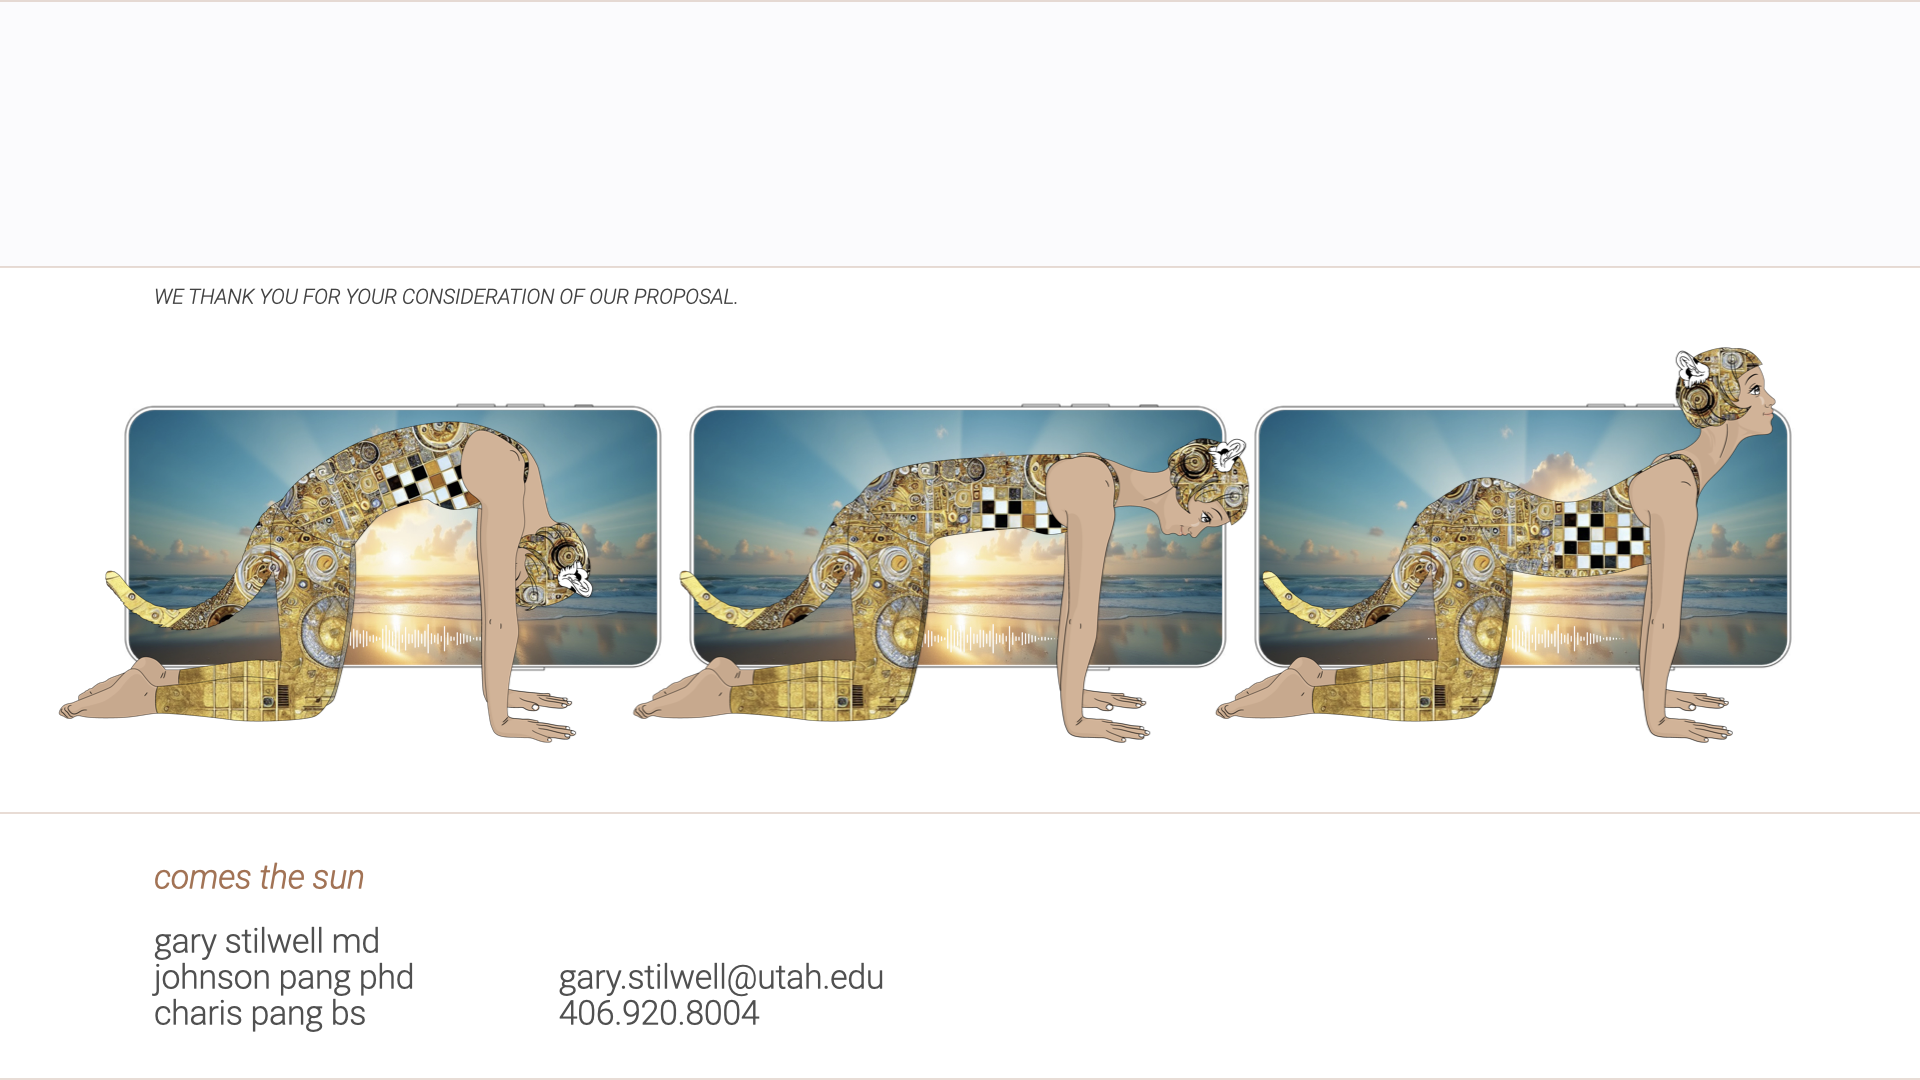 WE THANK YOU FOR YOUR CONSIDERATION OF OUR PROPOSAL.
comes the sun
gary stilwell md
johnson pang phd
charis pang bs
gary.stilwell@utah.edu
406.920.8004